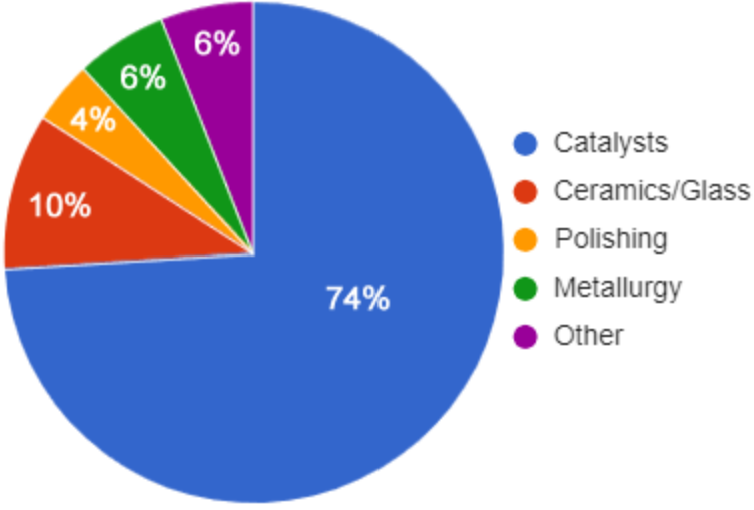 6%
6%
4%
10%
74%
Catalysts
Ceramics/Glass
Polishing
Metallurgy
Other